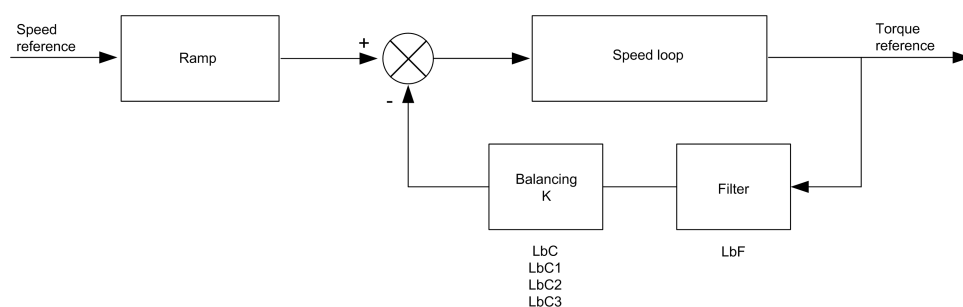 Speed
reference
Ramp
+
-
Speed loop
Torque
reference
Balancing
K
Filter
LbC
LbC1
LbC2
LbC3
LbF